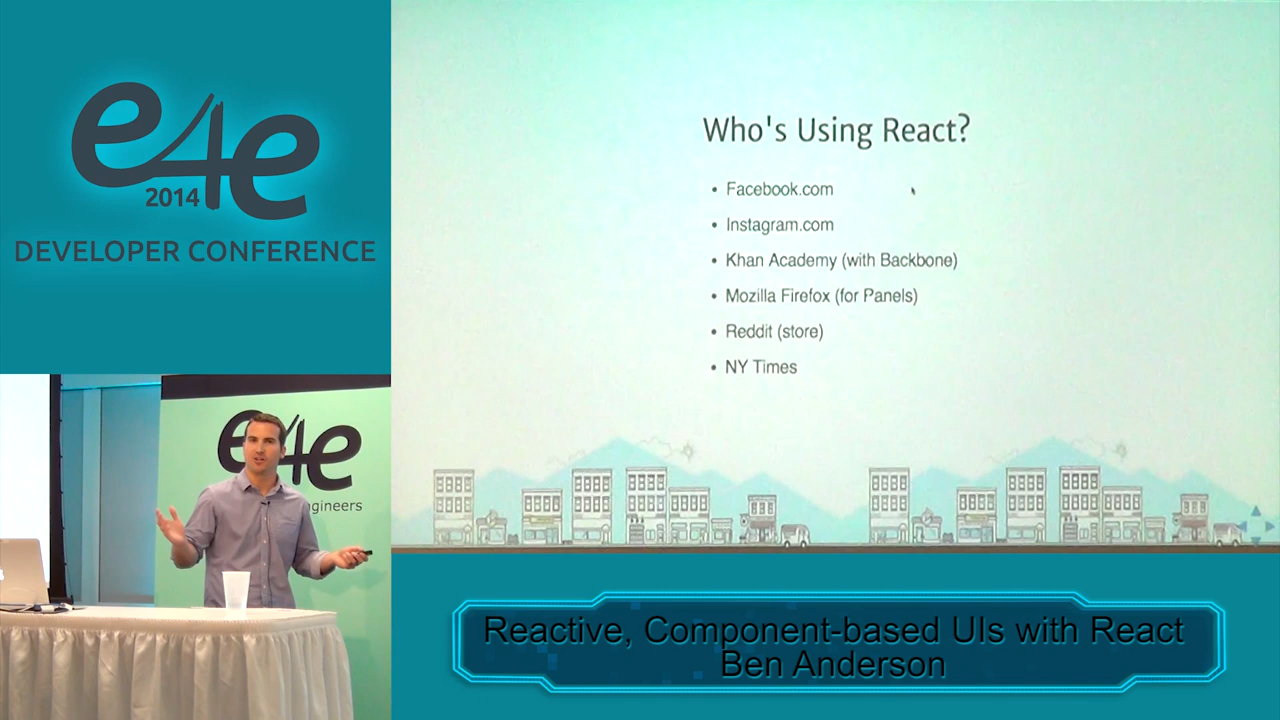 e4e
2014
DEVELOPER CONFERENCE
Who's Using React?
• Facebook.com
• Instagram.com
• Khan Academy (with Backbone)
• Mozilla Firefox (for Panels)
• Reddit (store)
• NY Times
e4e
ngineers
Reactive, Component-based UIs with React
Ben Anderson